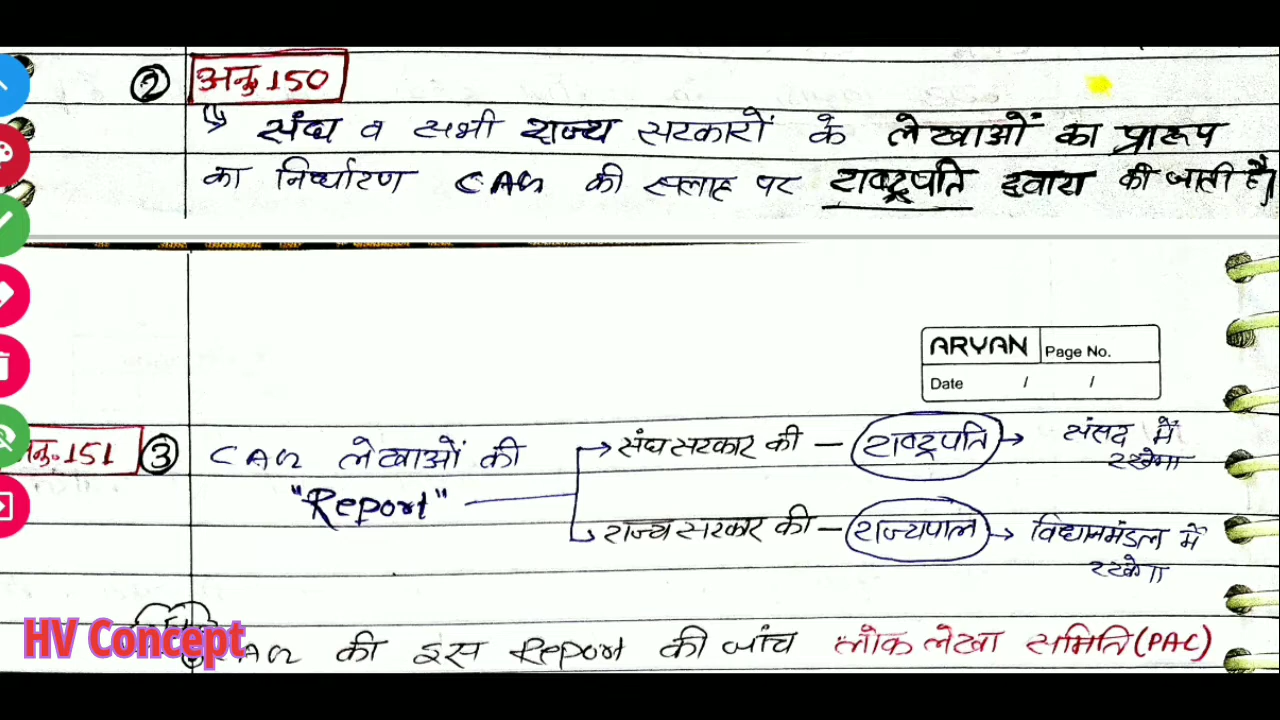 ② अनु. 150
↳ संघ व सभी राज्य सरकारों के लेखाओं का प्रारूप
का निर्धारण CAG की सलाह पर राष्ट्रपति द्वारा की जाती है|
ARYAN Page No.
Date / /
अनु. 151 ③ CAG लेखाओं की
"Report"
→ संघ सरकार की – राष्ट्रपति → संसद में
रखेगा
राज्य सरकार की – राज्यपाल → विधानमंडल में
रखेगा
HV Concept
CAG की इस Report की जांच लोक लेखा समिति (PAC)